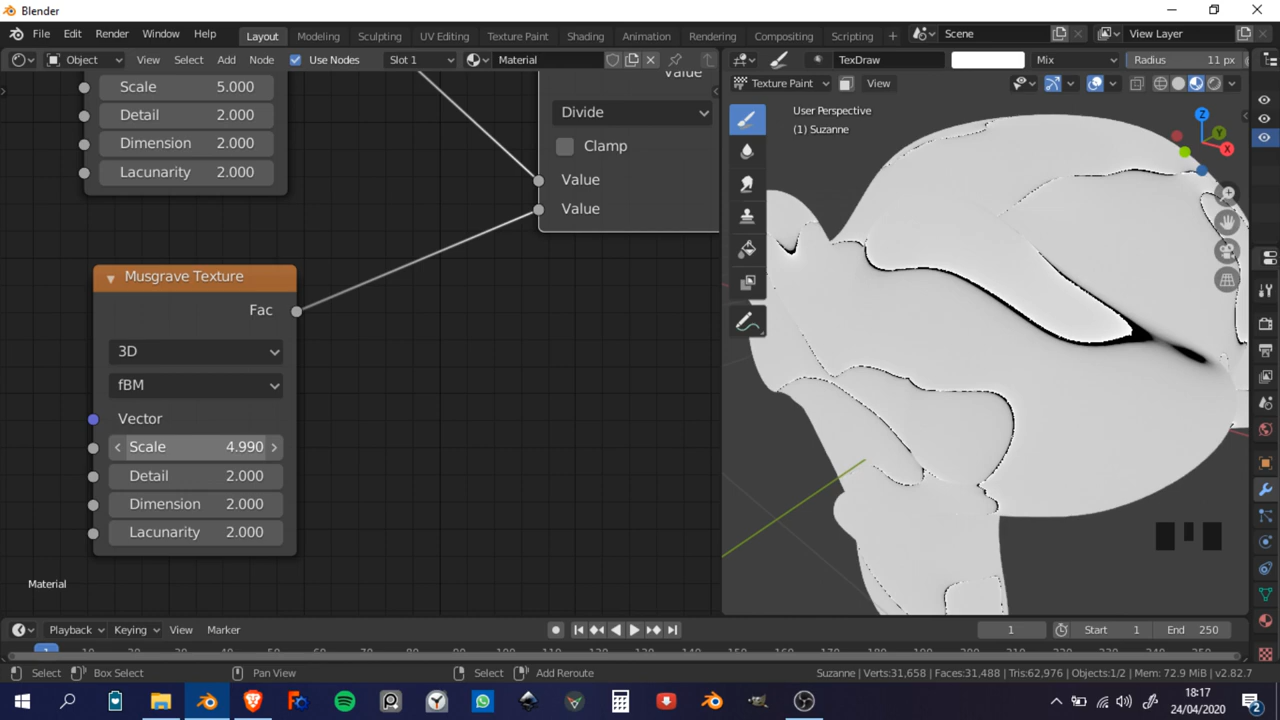 Blender
File Edit Render Window Help
Layout Modeling Sculpting UV Editing Texture Paint Shading Animation Rendering Compositing Scripting + Scene View Layer
Object View Select Add Node Use Nodes Slot 1 Material
TexDraw Mix Radius 11 px
Texture Paint View
Scale 5.000
Detail 2.000
Dimension 2.000
Lacunarity 2.000
Value
Divide
Clamp
Value
Value
Musgrave Texture
Fac
3D
fBM
Vector
Scale 4.990
Detail 2.000
Dimension 2.000
Lacunarity 2.000
Material
User Perspective
(1) Suzanne
Z
Y
X
Playback Keying View Marker 1 Start 1 End 250
1
Select Box Select Pan View Select Add Reroute Suzanne | Verts:31,658 | Faces:31,488 | Tris:62,976 | Objects:1/2 | Mem: 72.9 MiB | v2.82.7
18:17
24/04/2020
2